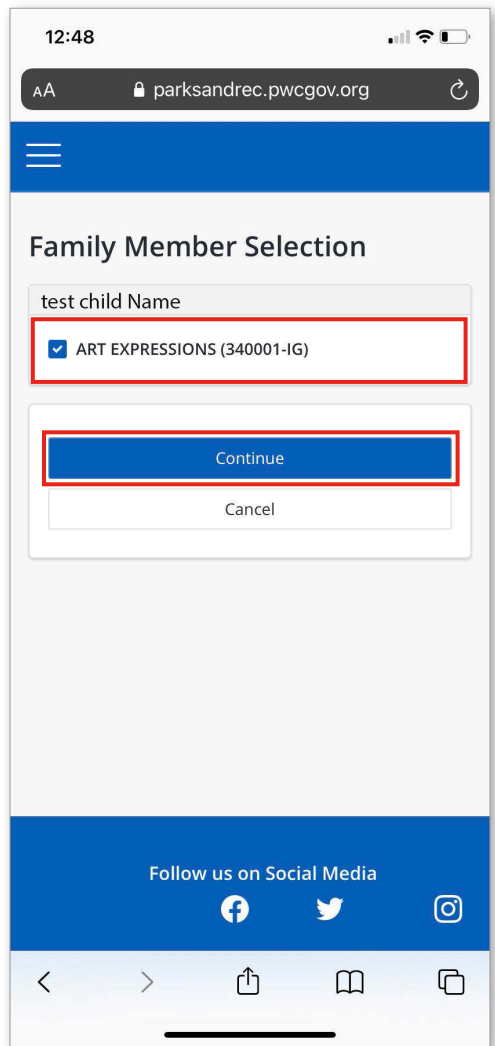 12:48
AA parksandrec.pwcgov.org
Family Member Selection
test child Name
ART EXPRESSIONS (340001-IG)
Continue
Cancel
Follow us on Social Media